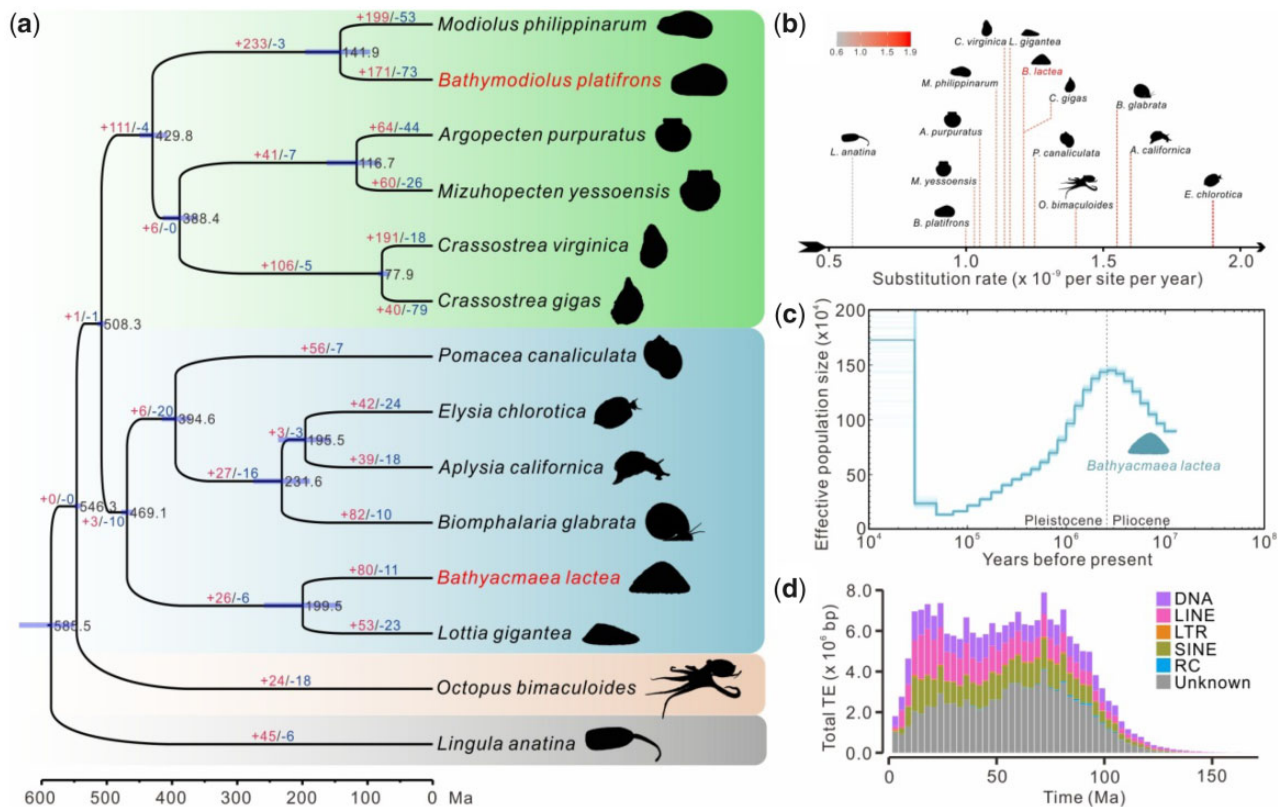 (a)
+199/-53
Modiolus philippinarum
+233/-3
141.9
+171/-73
Bathymodiolus platifrons
+111/-4
429.8
+64/-44
Argopecten purpuratus
+41/-7
116.7
+60/-26
Mizuhopecten yessoensis
+6/-0
388.4
+191/-18
Crassostrea virginica
+106/-5
77.9
+40/-79
Crassostrea gigas
+1/-1
508.3
+56/-7
Pomacea canaliculata
+6/-20
394.6
+42/-24
Elysia chlorotica
+3/-3
195.5
+39/-18
Aplysia californica
+27/-16
231.6
+82/-10
Biomphalaria glabrata
+0/-0
546.3
+3/-10
469.1
+80/-11
Bathyacmaea lactea
+26/-6
199.5
+53/-23
Lottia gigantea
585.5
+24/-18
Octopus bimaculoides
+45/-6
Lingula anatina
600 500 400 300 200 100 0 Ma
(b)
0.6 1.0 1.5 1.9
C. virginica
L. gigantea
M. philippinarum
B. lactea
C. gigas
B. glabrata
A. purpuratus
L. anatina
P. canaliculata
A. californica
M. yessoensis
O. bimaculoides
E. chlorotica
B. platifrons
0.5 1.0 1.5 2.0
Substitution rate (x 10⁻⁹ per site per year)
(c)
Effective population size (x10⁴)
200
150
100
50
0
Bathyacmaea lactea
Pleistocene Pliocene
10⁴ 10⁵ 10⁶ 10⁷ 10⁸
Years before present
(d)
Total TE (x 10⁶ bp)
8.0
6.0
4.0
2.0
0.0
DNA
LINE
LTR
SINE
RC
Unknown
0 50 100 150
Time (Ma)